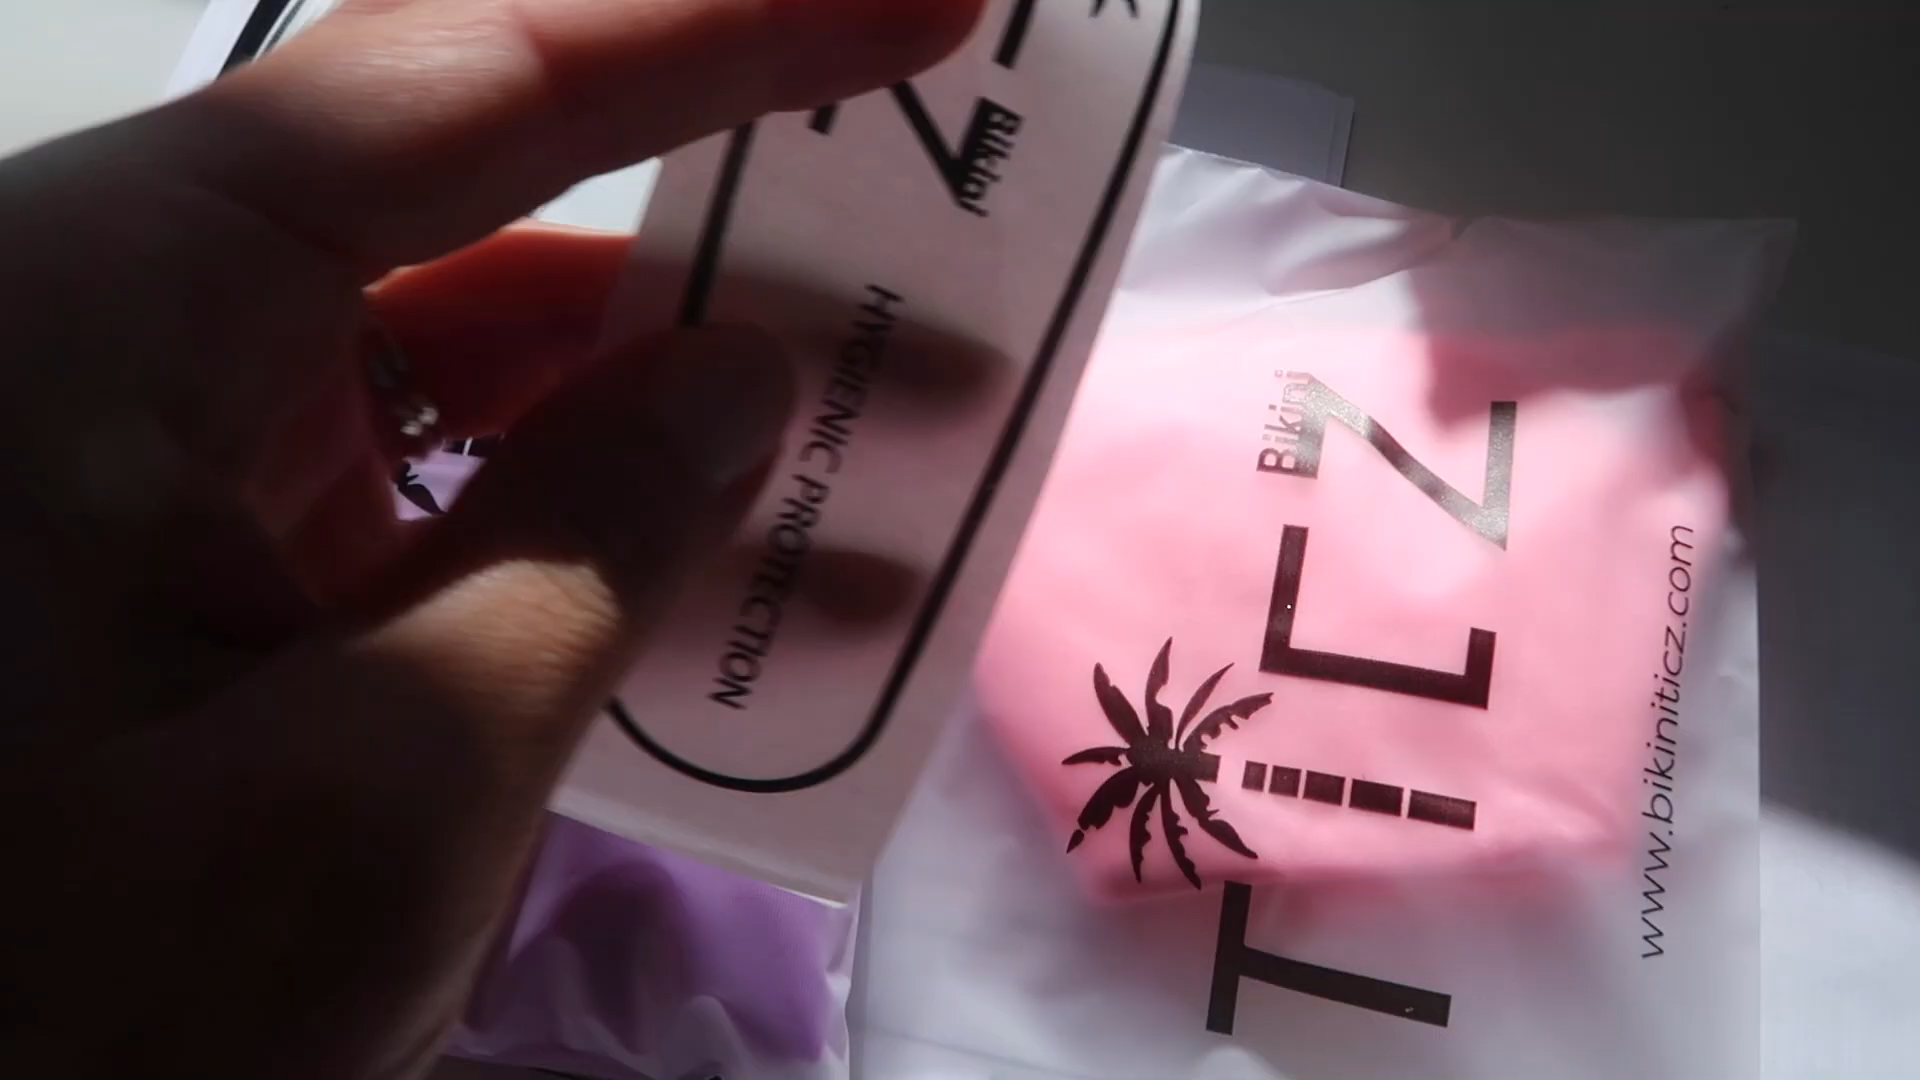 Bikini
HYGIENIC PROTECTION
Bikini
TICZ
www.bikiniticz.com